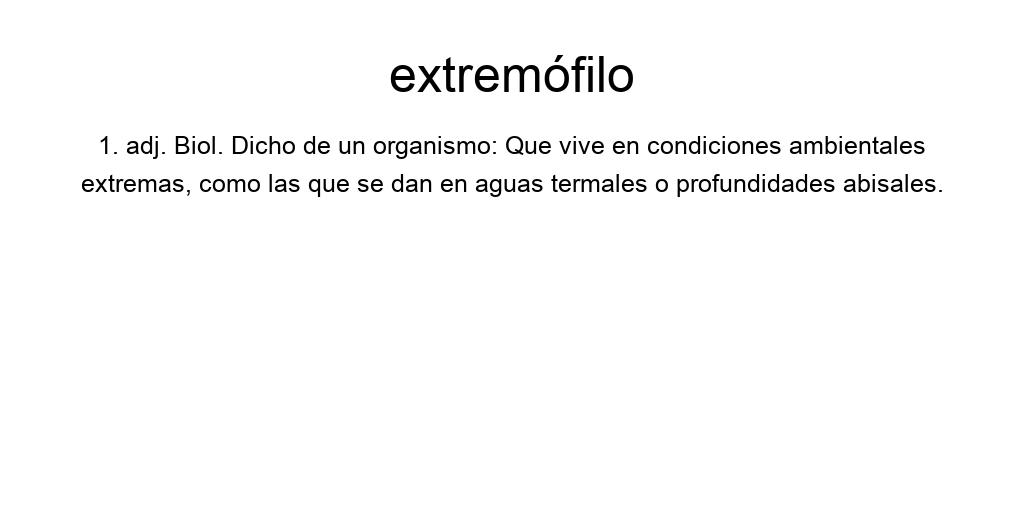 extremófilo
1. adj. Biol. Dicho de un organismo: Que vive en condiciones ambientales
extremas, como las que se dan en aguas termales o profundidades abisales.